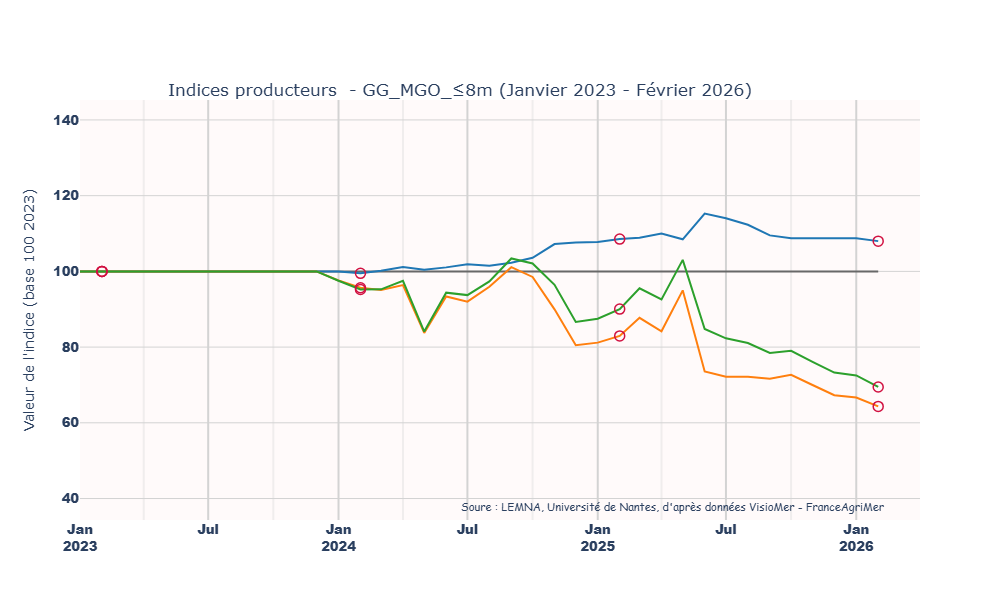 Indices producteurs - GG_MGO_≤8m (Janvier 2023 - Février 2026)
Valeur de l'indice (base 100 2023)
140
120
100
80
60
40
Soure : LEMNA, Université de Nantes, d'après données VisioMer - FranceAgriMer
Jan Jul Jan Jul Jan Jul Jan
2023 2024 2025 2026